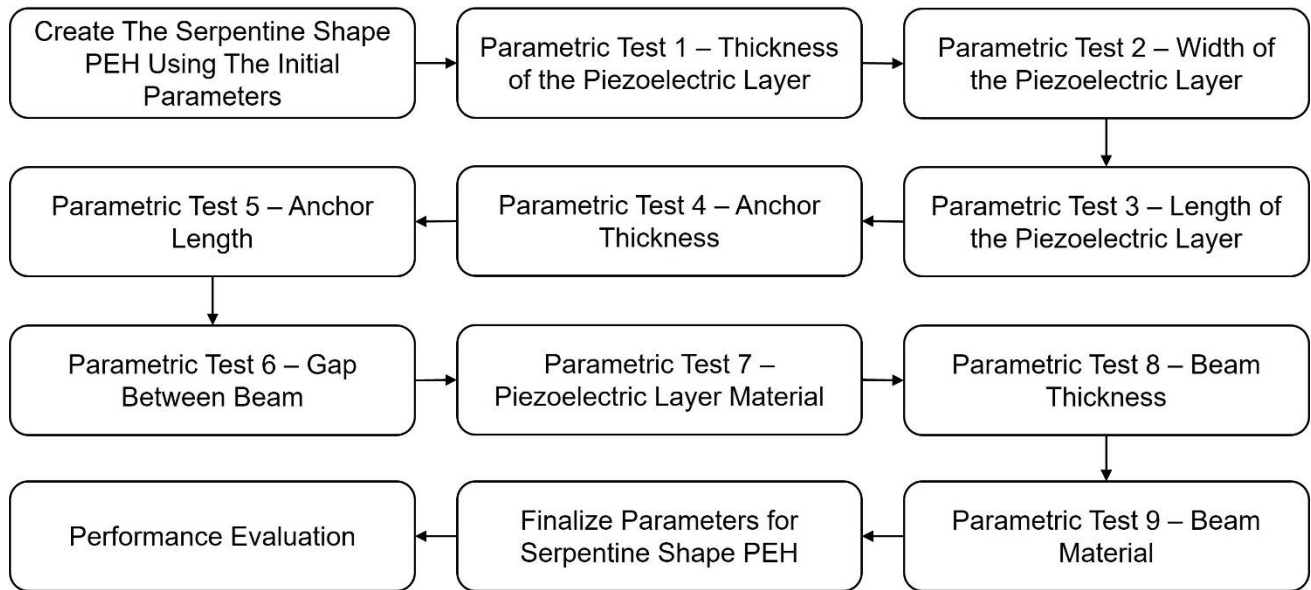 Create The Serpentine Shape
PEH Using The Initial
Parameters
Parametric Test 1 – Thickness
of the Piezoelectric Layer
Parametric Test 2 – Width of
the Piezoelectric Layer
Parametric Test 3 – Length of
the Piezoelectric Layer
Parametric Test 4 – Anchor
Thickness
Parametric Test 5 – Anchor
Length
Parametric Test 6 – Gap
Between Beam
Parametric Test 7 –
Piezoelectric Layer Material
Parametric Test 8 – Beam
Thickness
Parametric Test 9 – Beam
Material
Finalize Parameters for
Serpentine Shape PEH
Performance Evaluation